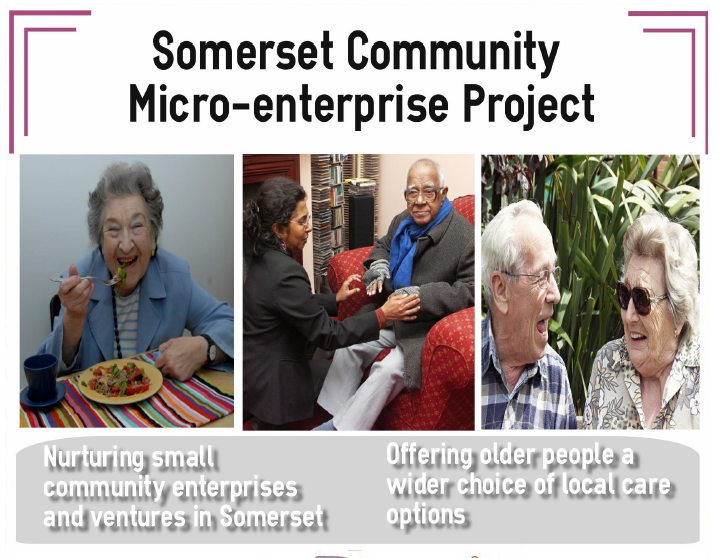 Somerset Community
Micro-enterprise Project
Nurturing small
community enterprises
and ventures in Somerset
Offering older people a
wider choice of local care
options